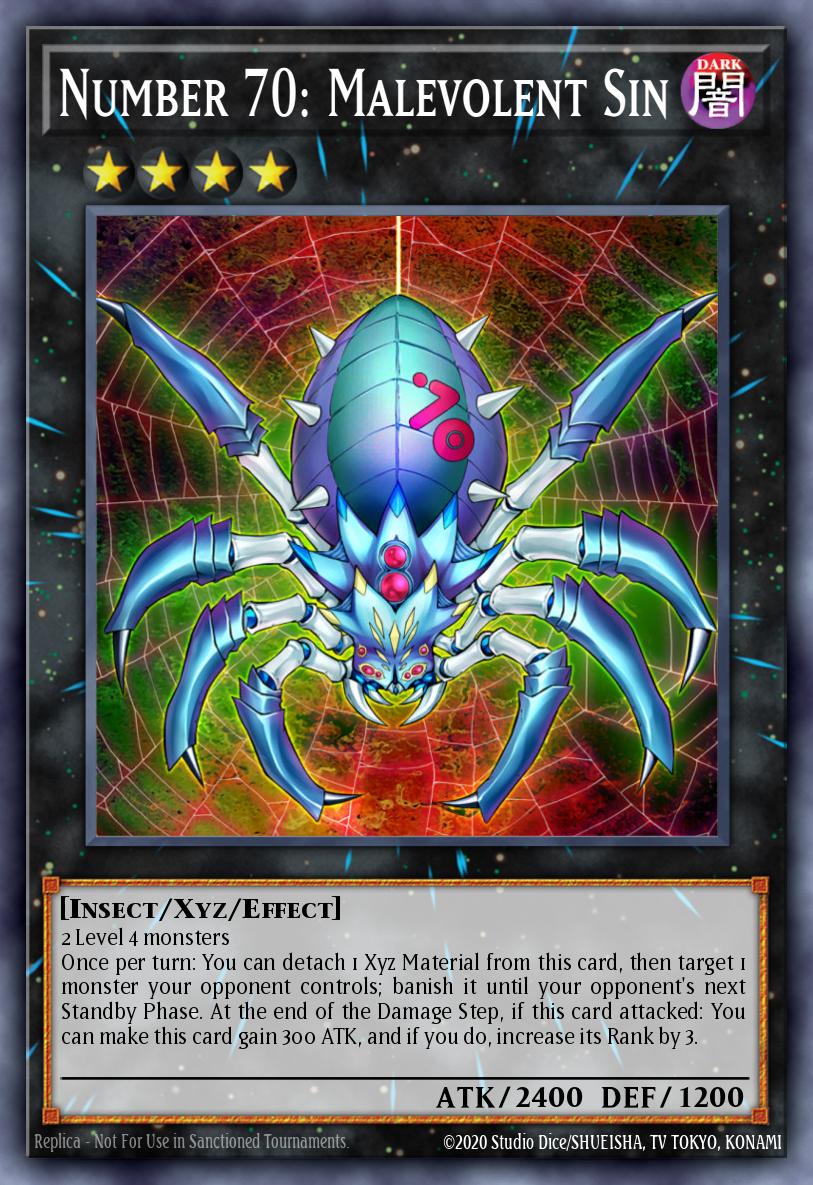 Number 70: Malevolent Sin
DARK
闇
70
[Insect/Xyz/Effect]
2 Level 4 monsters
Once per turn: You can detach 1 Xyz Material from this card, then target 1
monster your opponent controls; banish it until your opponent's next
Standby Phase. At the end of the Damage Step, if this card attacked: You
can make this card gain 300 ATK, and if you do, increase its Rank by 3.
ATK/2400 DEF/1200
Replica - Not For Use in Sanctioned Tournaments.
©2020 Studio Dice/SHUEISHA, TV TOKYO, KONAMI